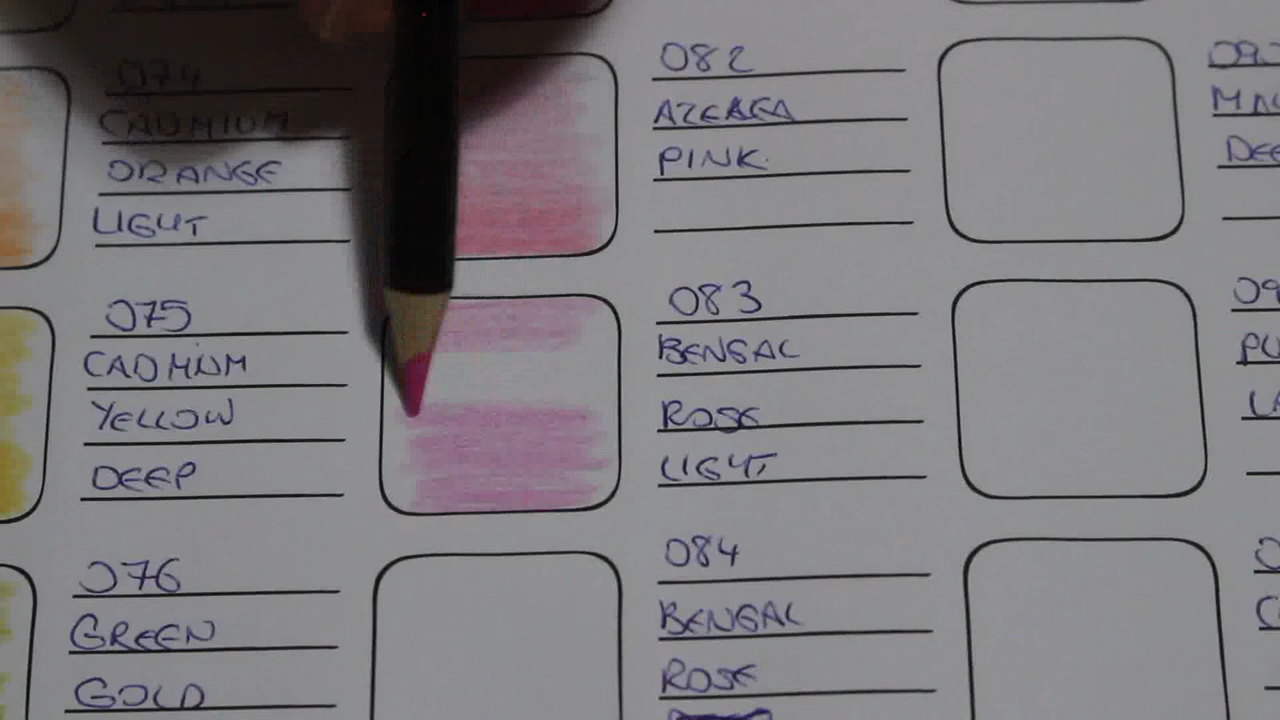 074
CADMIUM
ORANGE
LIGHT
075
CADMIUM
YELLOW
DEEP
076
GREEN
GOLD
082
AZEALEA
PINK.
083
BENGAL
ROSE
LIGHT
084
BENGAL
ROSE